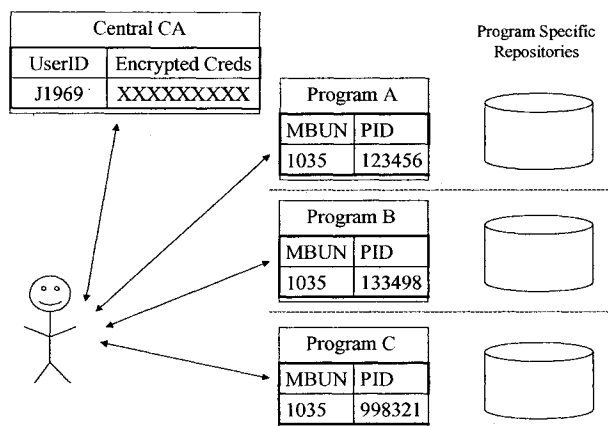 Central CA
UserID Encrypted Creds
J1969 XXXXXXXXX
Program Specific
Repositories
Program A
MBUN PID
1035 123456
Program B
MBUN PID
1035 133498
Program C
MBUN PID
1035 998321